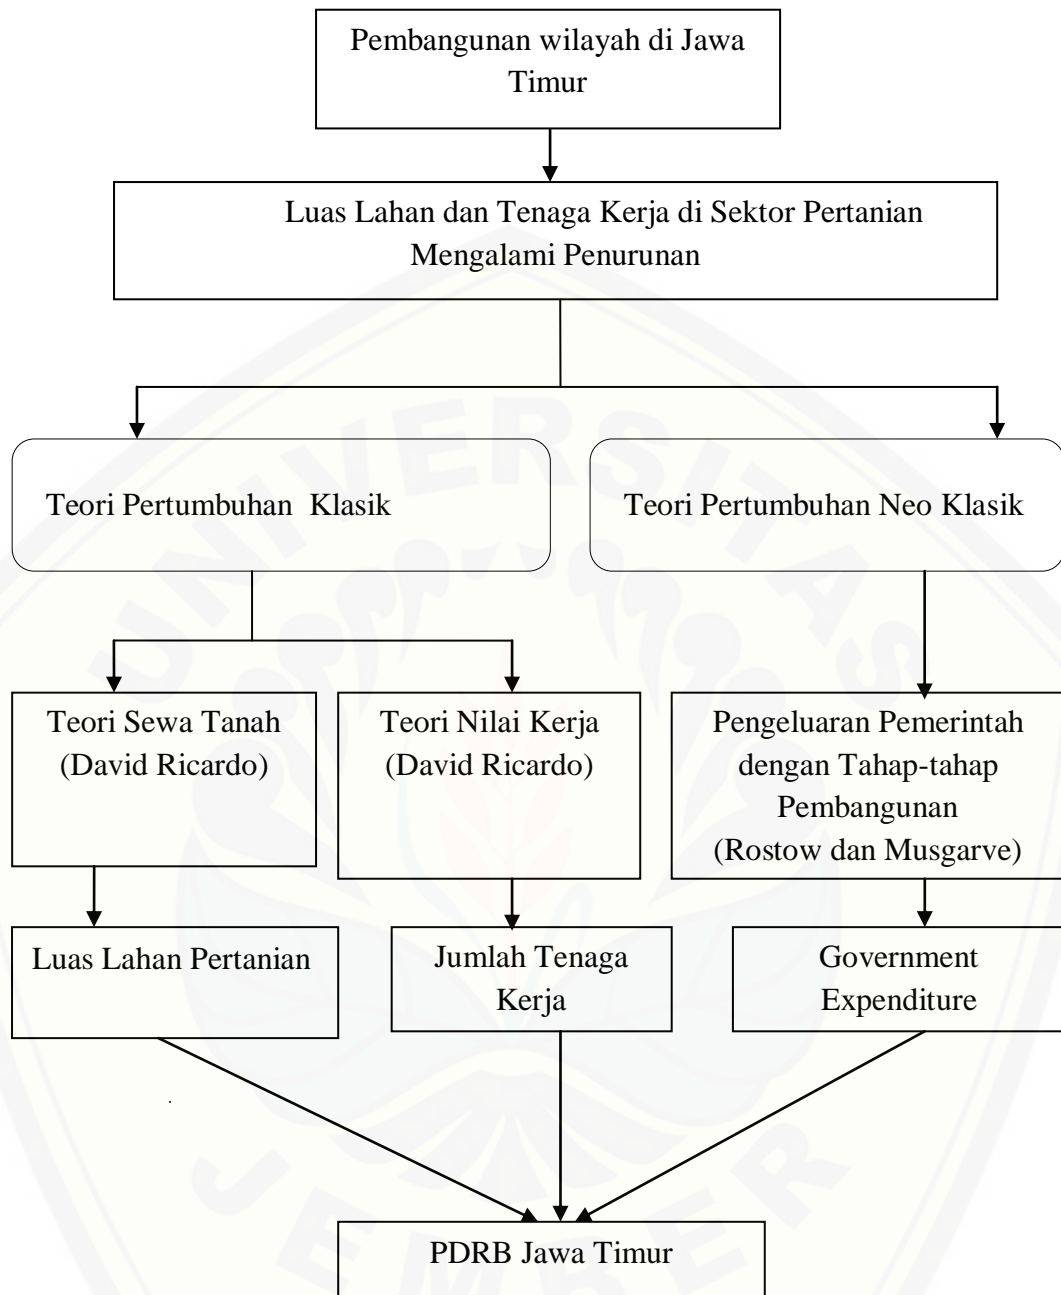 Pembangunan wilayah di Jawa
Timur
Luas Lahan dan Tenaga Kerja di Sektor Pertanian
Mengalami Penurunan
Teori Pertumbuhan Klasik
Teori Pertumbuhan Neo Klasik
Teori Sewa Tanah
(David Ricardo)
Teori Nilai Kerja
(David Ricardo)
Pengeluaran Pemerintah
dengan Tahap-tahap
Pembangunan
(Rostow dan Musgarve)
Luas Lahan Pertanian
Jumlah Tenaga
Kerja
Government
Expenditure
PDRB Jawa Timur
UNIVERSITAS
JEMBER